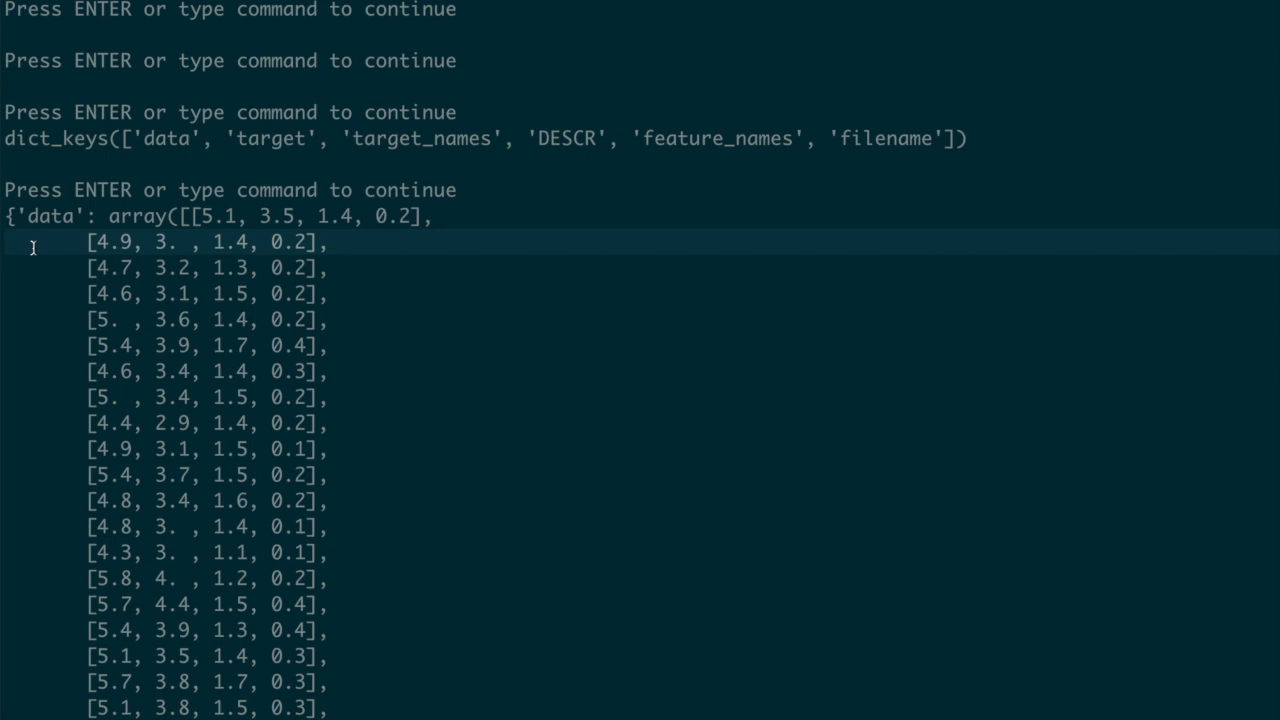 Press ENTER or type command to continue
Press ENTER or type command to continue
Press ENTER or type command to continue
dict_keys(['data', 'target', 'target_names', 'DESCR', 'feature_names', 'filename'])
Press ENTER or type command to continue
{'data': array([[5.1, 3.5, 1.4, 0.2],
[4.9, 3. , 1.4, 0.2],
[4.7, 3.2, 1.3, 0.2],
[4.6, 3.1, 1.5, 0.2],
[5. , 3.6, 1.4, 0.2],
[5.4, 3.9, 1.7, 0.4],
[4.6, 3.4, 1.4, 0.3],
[5. , 3.4, 1.5, 0.2],
[4.4, 2.9, 1.4, 0.2],
[4.9, 3.1, 1.5, 0.1],
[5.4, 3.7, 1.5, 0.2],
[4.8, 3.4, 1.6, 0.2],
[4.8, 3. , 1.4, 0.1],
[4.3, 3. , 1.1, 0.1],
[5.8, 4. , 1.2, 0.2],
[5.7, 4.4, 1.5, 0.4],
[5.4, 3.9, 1.3, 0.4],
[5.1, 3.5, 1.4, 0.3],
[5.7, 3.8, 1.7, 0.3],
[5.1, 3.8, 1.5, 0.3],